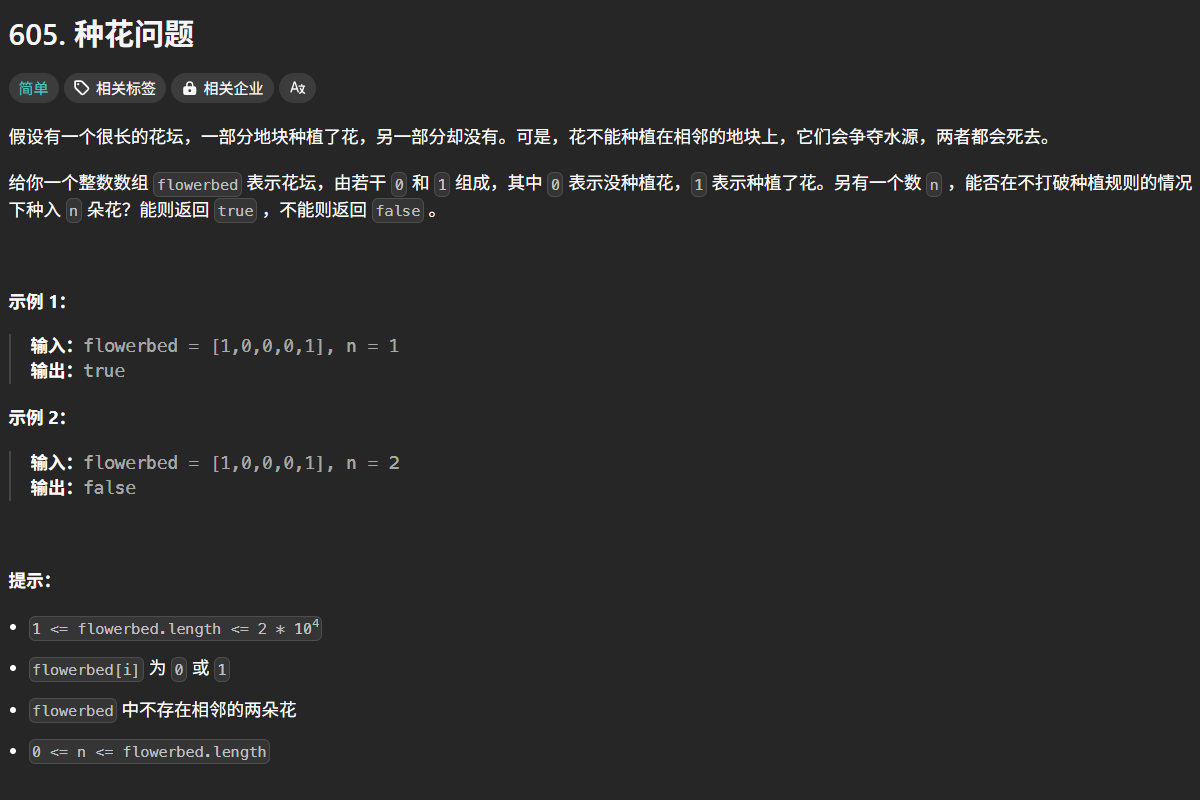 605. 种花问题
简单 相关标签 相关企业 Az
假设有一个很长的花坛，一部分地块种植了花，另一部分却没有。可是，花不能种植在相邻的地块上，它们会争夺水源，两者都会死去。
给你一个整数数组 flowerbed 表示花坛，由若干 0 和 1 组成，其中 0 表示没种植花，1 表示种植了花。另有一个数 n ，能否在不打破种植规则的情况
下种入 n 朵花？能则返回 true ，不能则返回 false 。
示例 1：
输入：flowerbed = [1,0,0,0,1], n = 1
输出：true
示例 2：
输入：flowerbed = [1,0,0,0,1], n = 2
输出：false
提示：
1 <= flowerbed.length <= 2 * 10⁴
flowerbed[i] 为 0 或 1
flowerbed 中不存在相邻的两朵花
0 <= n <= flowerbed.length